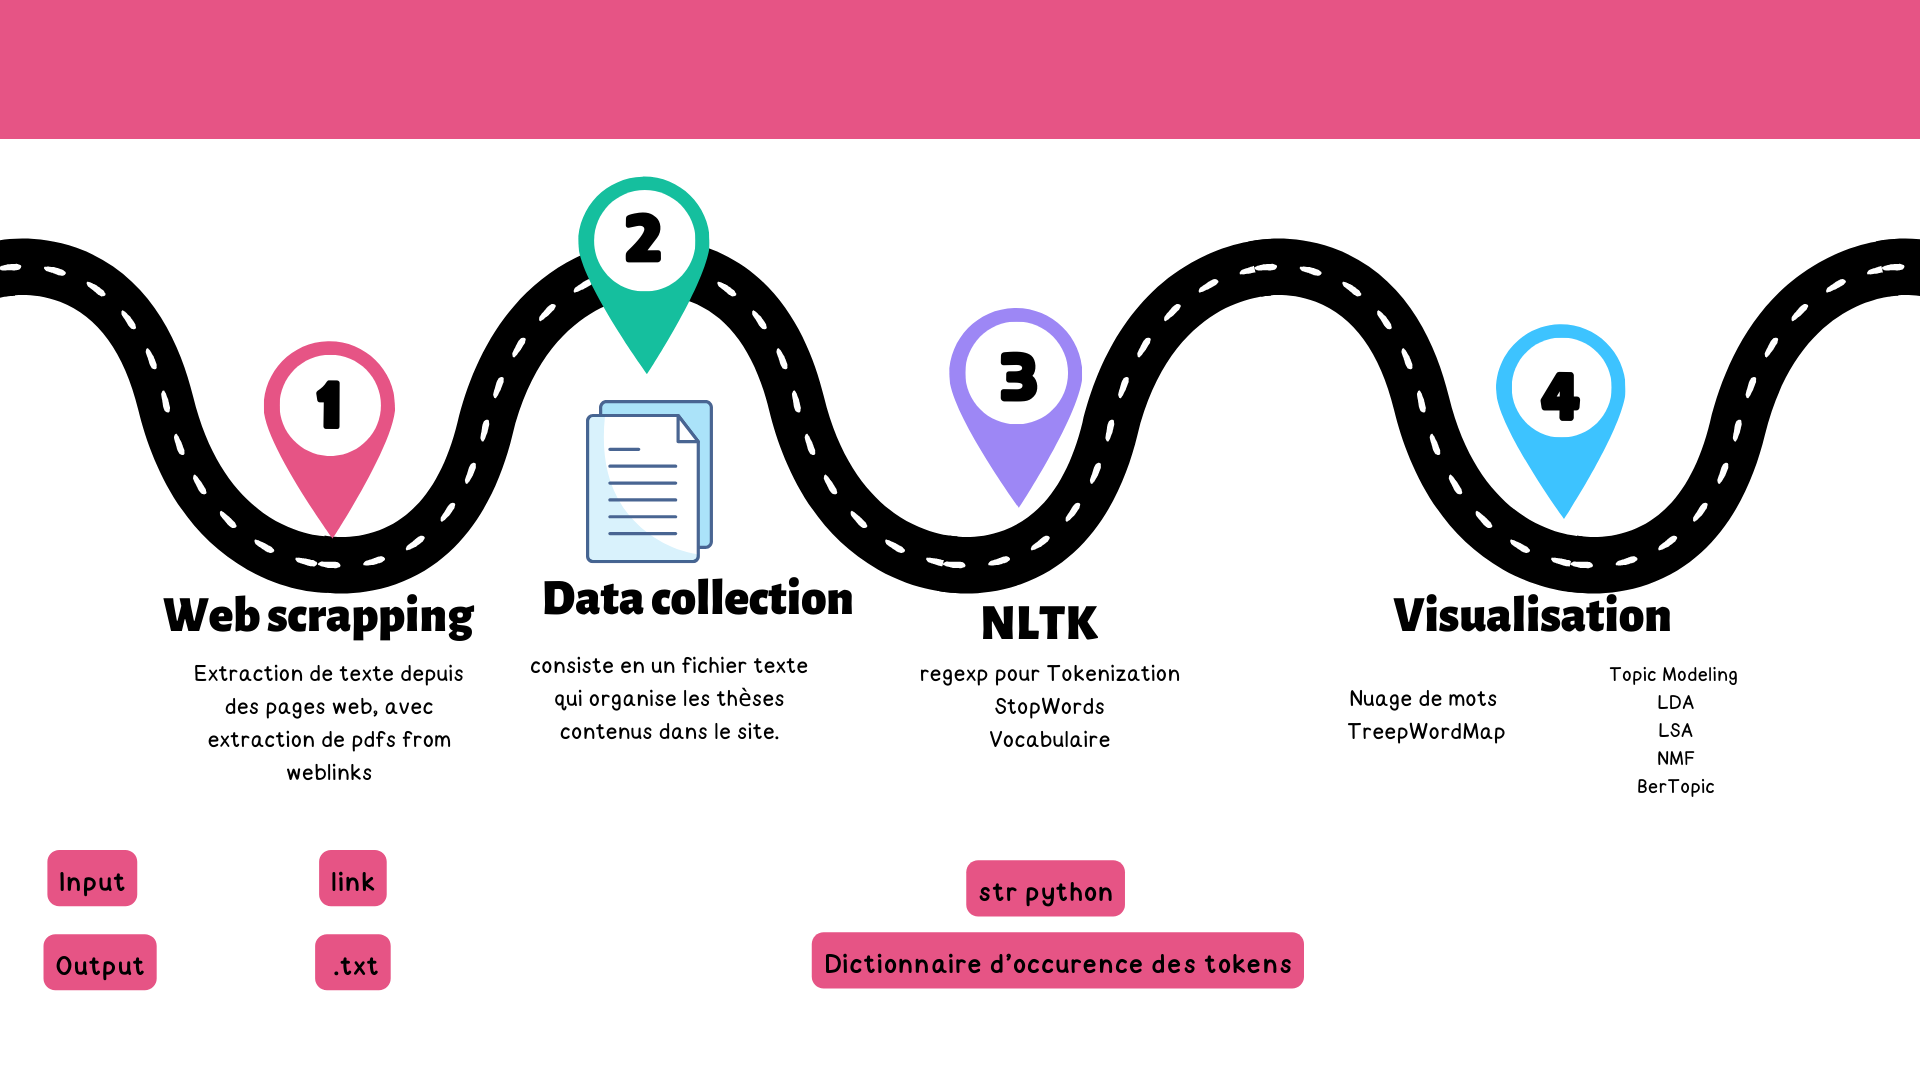 1
Web scrapping
Extraction de texte depuis
des pages web, avec
extraction de pdfs from
weblinks
2
Data collection
consiste en un fichier texte
qui organise les thèses
contenus dans le site.
3
NLTK
regexp pour Tokenization
StopWords
Vocabulaire
4
Visualisation
Nuage de mots
TreepWordMap
Topic Modeling
LDA
LSA
NMF
BerTopic
Input
link
str python
Output
.txt
Dictionnaire d'occurence des tokens